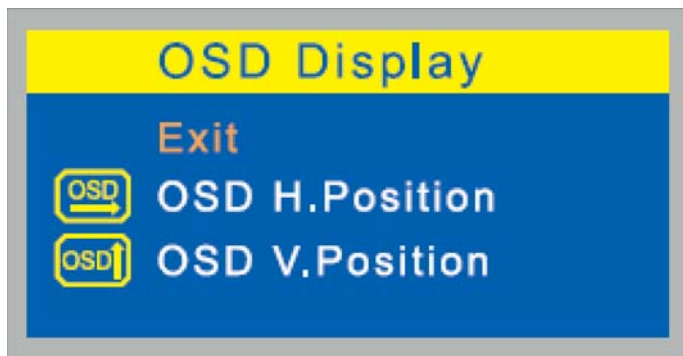 OSD Display
Exit
OSD OSD H.Position
OSD OSD V.Position